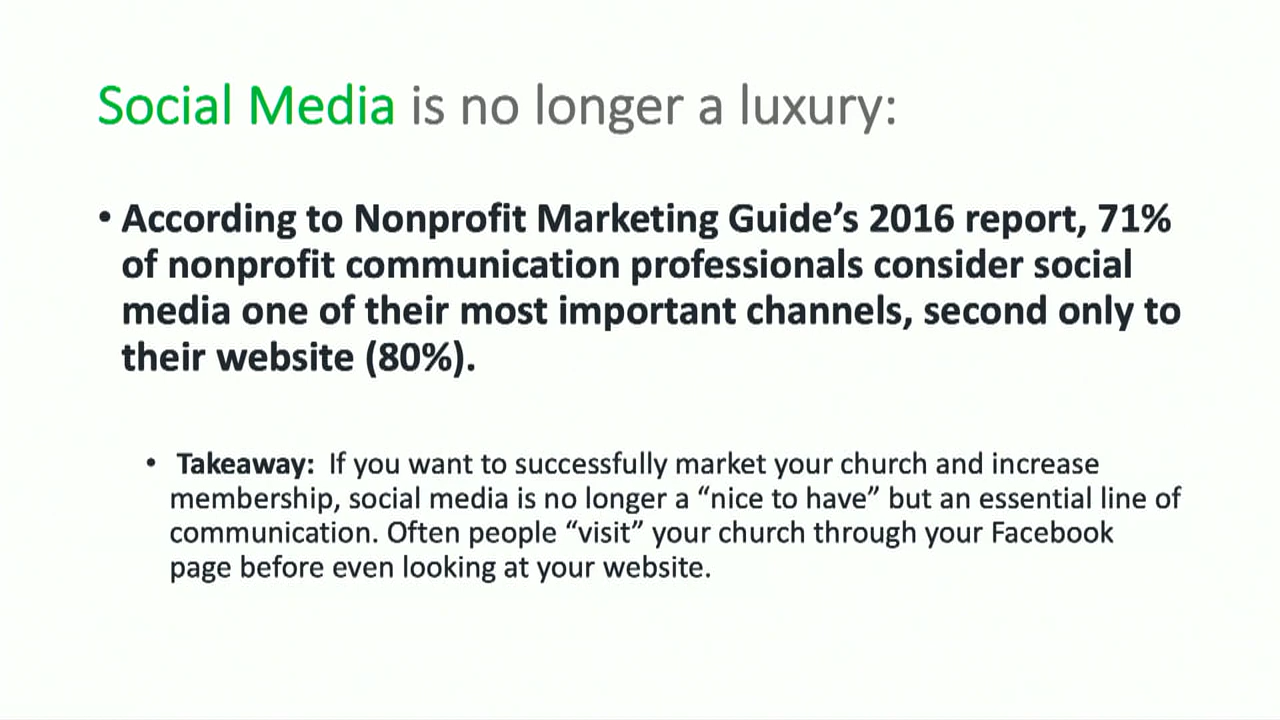 Social Media is no longer a luxury:
• According to Nonprofit Marketing Guide’s 2016 report, 71%
of nonprofit communication professionals consider social
media one of their most important channels, second only to
their website (80%).
• Takeaway: If you want to successfully market your church and increase
membership, social media is no longer a “nice to have” but an essential line of
communication. Often people “visit” your church through your Facebook
page before even looking at your website.